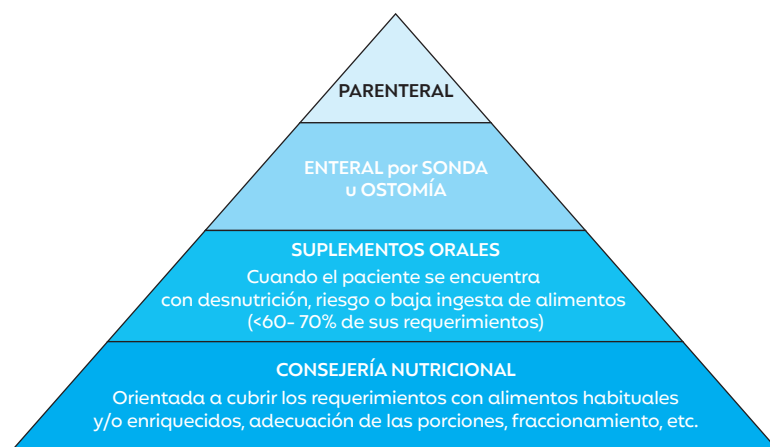 PARENTERAL
ENTERAL por SONDA
u OSTOMÍA
SUPLEMENTOS ORALES
Cuando el paciente se encuentra
con desnutrición, riesgo o baja ingesta de alimentos
(<60- 70% de sus requerimientos)
CONSEJERÍA NUTRICIONAL
Orientada a cubrir los requerimientos con alimentos habituales
y/o enriquecidos, adecuación de las porciones, fraccionamiento, etc.